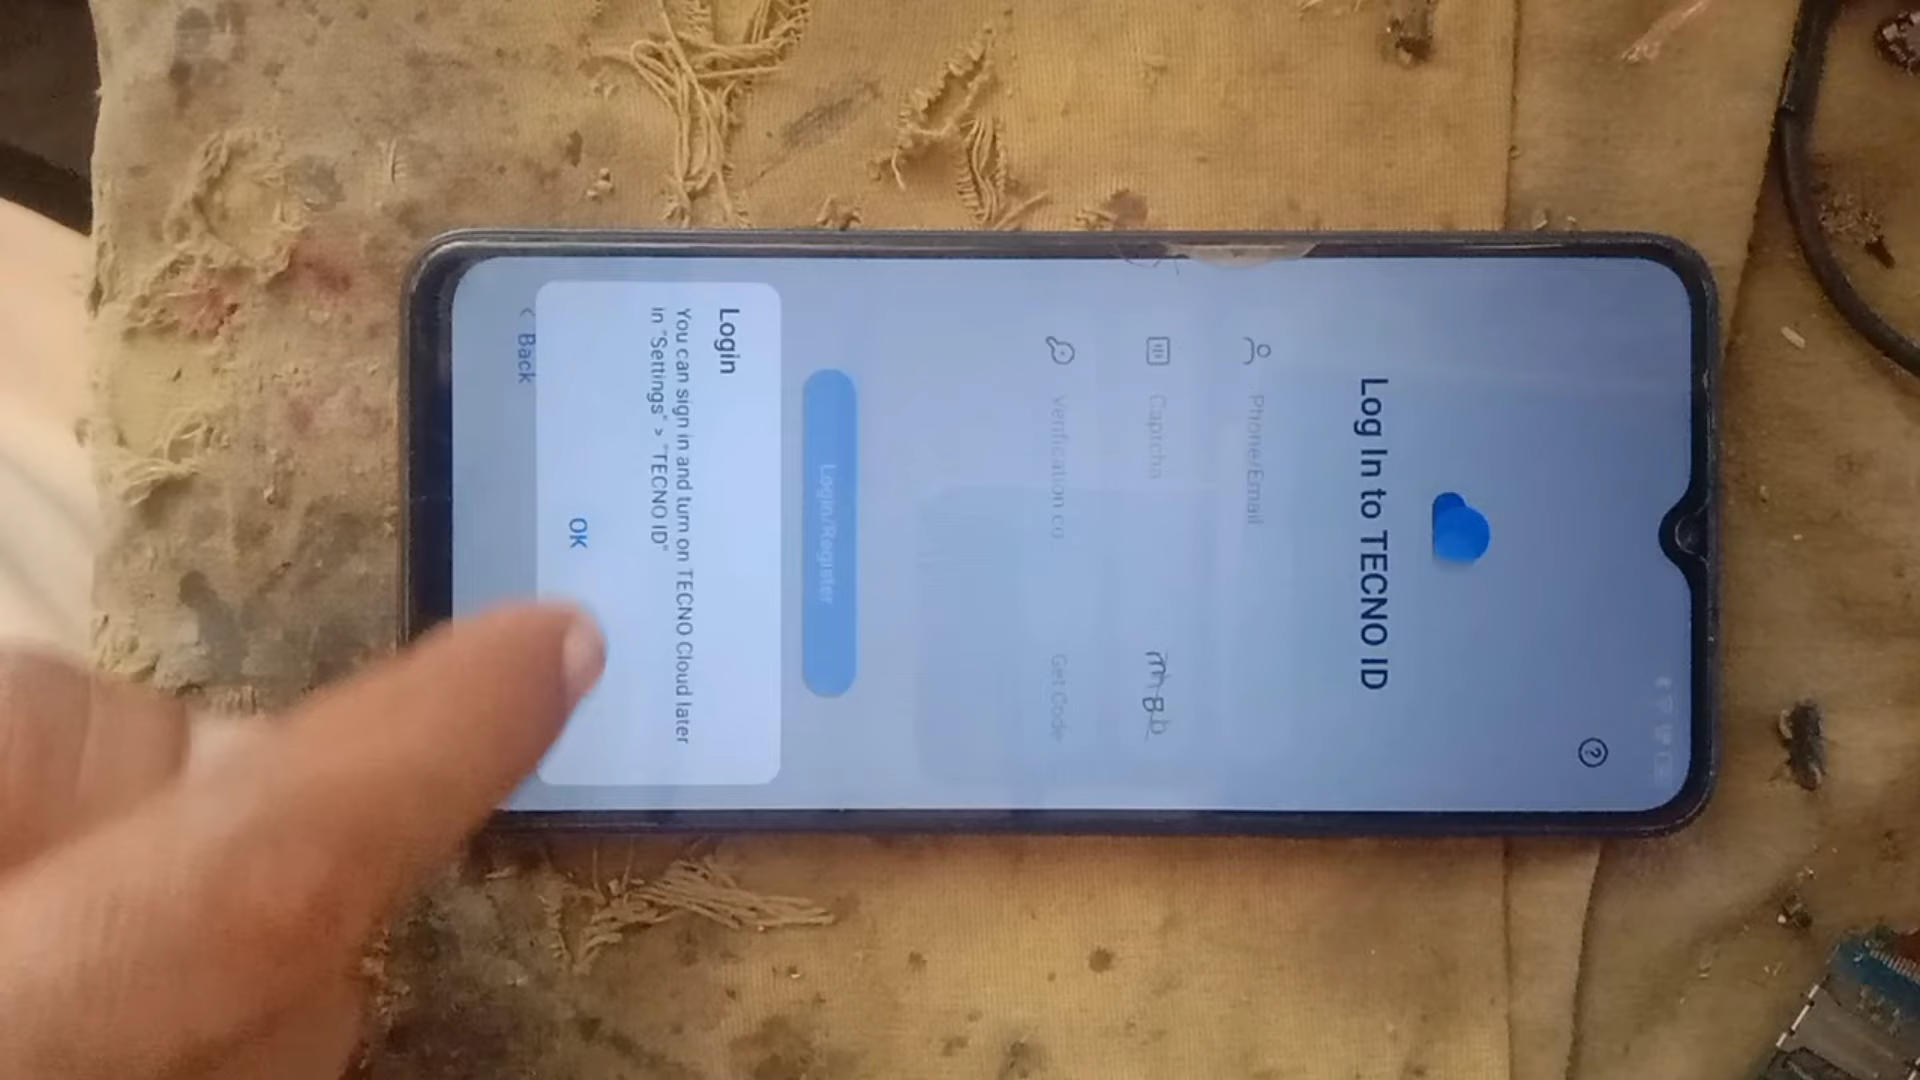 Log In to TECNO ID
Phone/Email
Captcha
Verification co
Get Code
Login/Register
Login
You can sign in and turn on TECNO Cloud later
in "Settings" > "TECNO ID"
OK
< Back